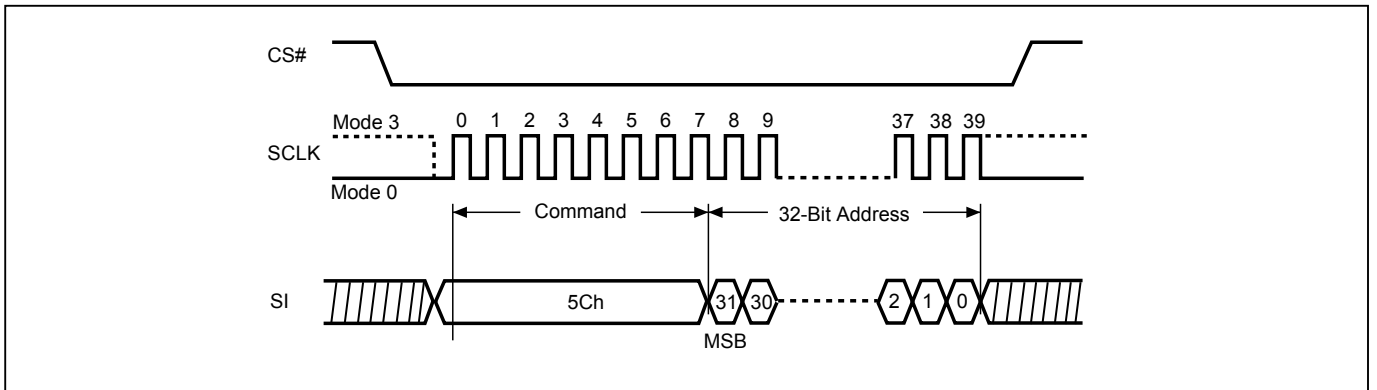 CS#
Mode 3
0 1 2 3 4 5 6 7 8 9 37 38 39
SCLK
Mode 0
Command
32-Bit Address
SI
5Ch
31 30 2 1 0
MSB